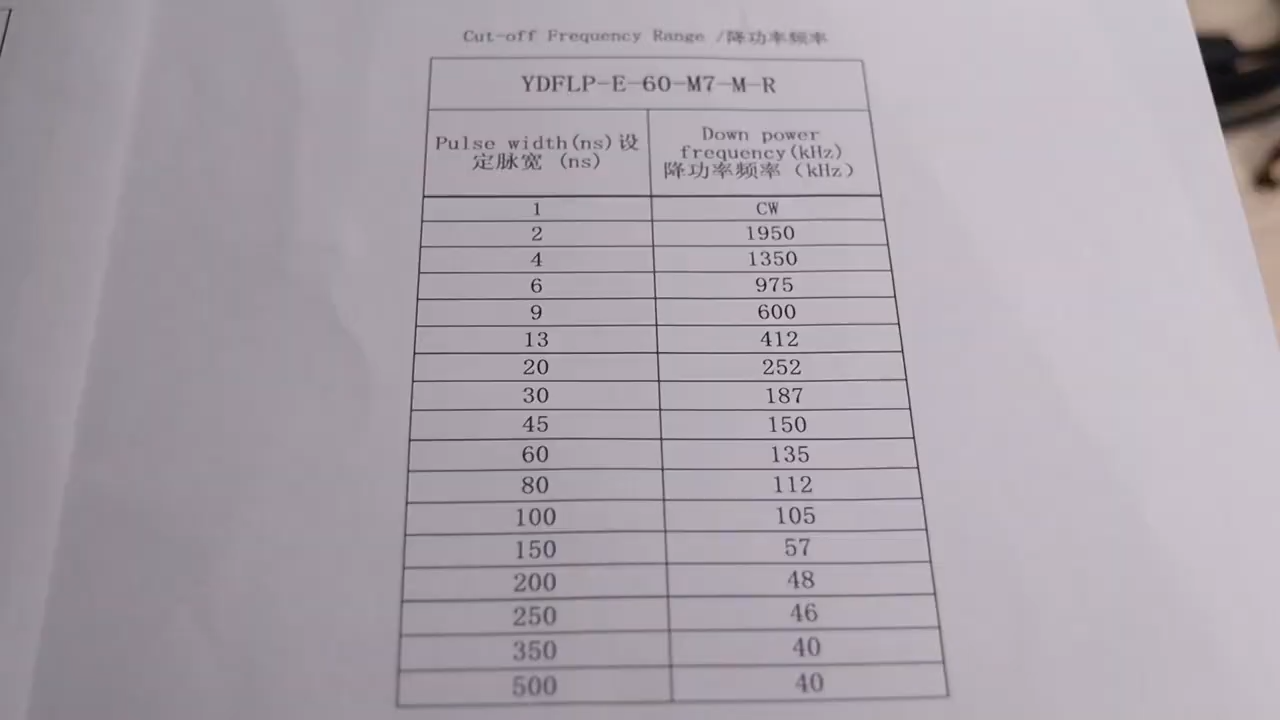 Cut-off Frequency Range /降功率频率
YDFLP-E-60-M7-M-R
Pulse width(ns)设
定脉宽 (ns)
Down power
frequency(kHz)
降功率频率（kHz）
1 CW
2 1950
4 1350
6 975
9 600
13 412
20 252
30 187
45 150
60 135
80 112
100 105
150 57
200 48
250 46
350 40
500 40